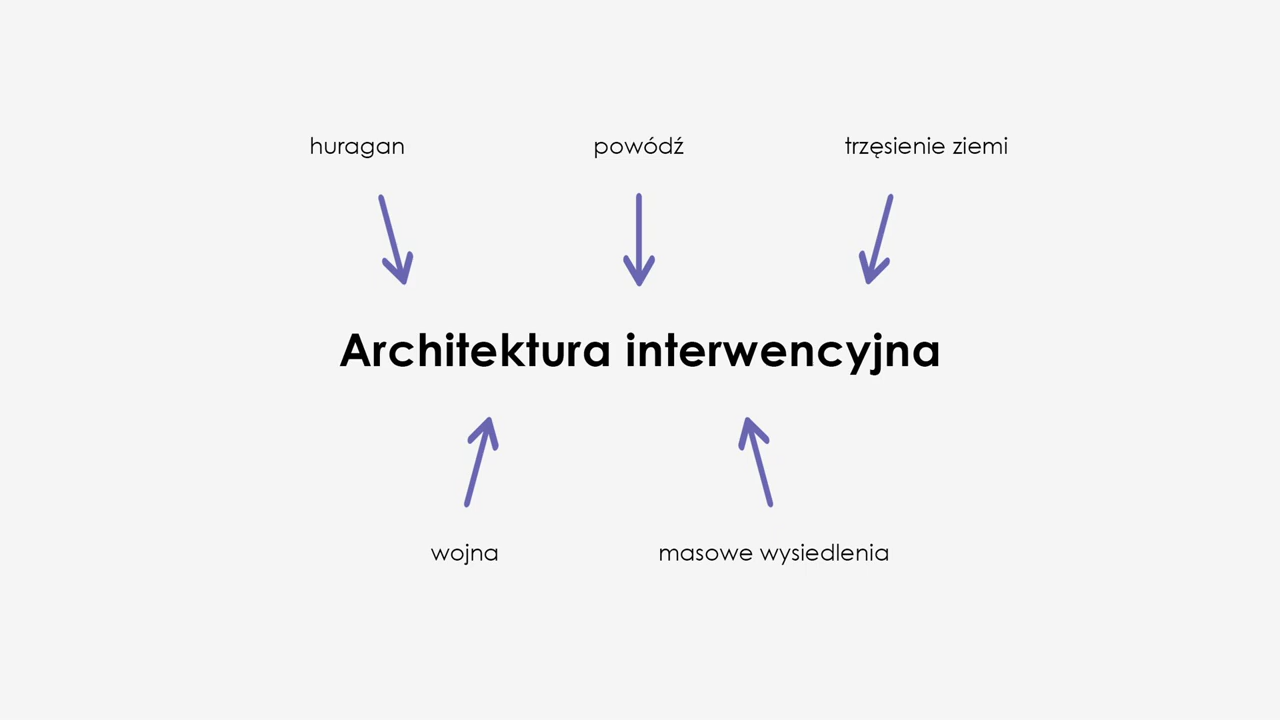 huragan
powódź
trzęsienie ziemi
Architektura interwencyjna
wojna
masowe wysiedlenia